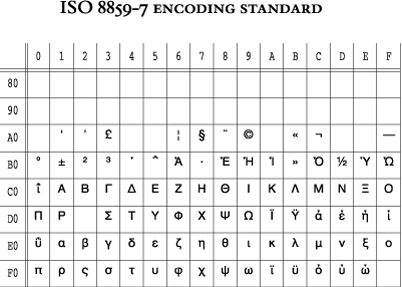 ISO 8859-7 ENCODING STANDARD
0 1 2 3 4 5 6 7 8 9 A B C D E F
80
90
A0 ‘ ’ £ ¦ § ¨ © « ¬ —
B0 ° ± ² ³ ΄ ^ Ά · Έ Ή Ί » Ό ½ Ύ Ώ
C0 ΐ Α Β Γ Δ Ε Ζ Η Θ Ι Κ Λ Μ Ν Ξ Ο
D0 Π Ρ Σ Τ Υ Φ Χ Ψ Ω Ϊ Ϋ ά έ ή ί
E0 ΰ α β γ δ ε ζ η θ ι κ λ μ ν ξ ο
F0 π ρ ς σ τ υ φ χ ψ ω ϊ ϋ ό ύ ώ